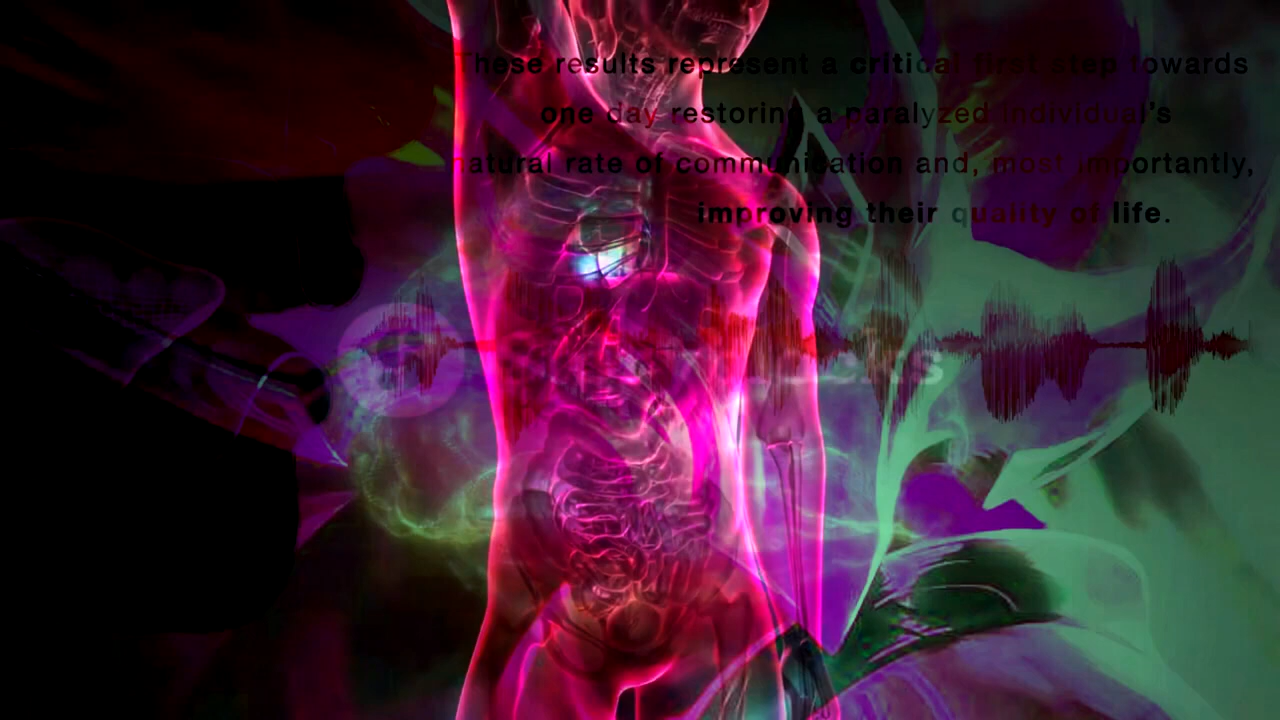 These results represent a critical first step towards
one day restoring a paralyzed individual's
natural rate of communication and, most importantly,
improving their quality of life.